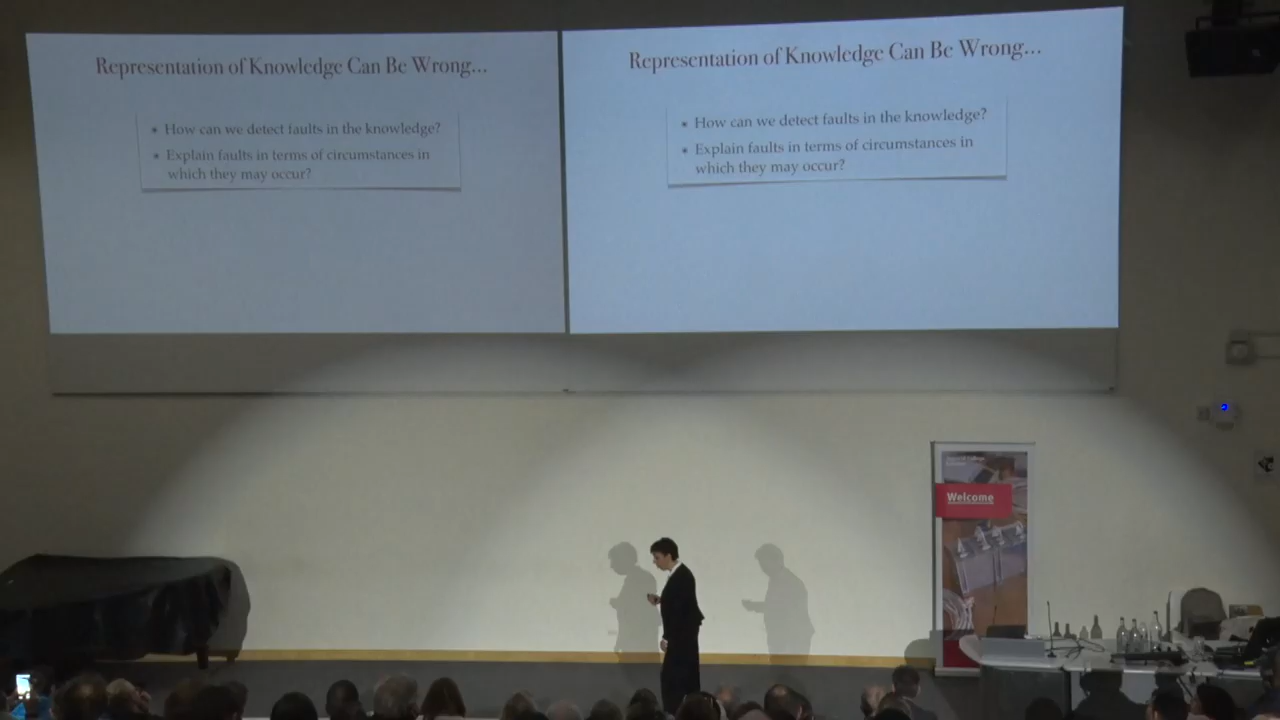 Representation of Knowledge Can Be Wrong...
• How can we detect faults in the knowledge?
• Explain faults in terms of circumstances in
which they may occur?
Representation of Knowledge Can Be Wrong...
• How can we detect faults in the knowledge?
• Explain faults in terms of circumstances in
which they may occur?
Welcome